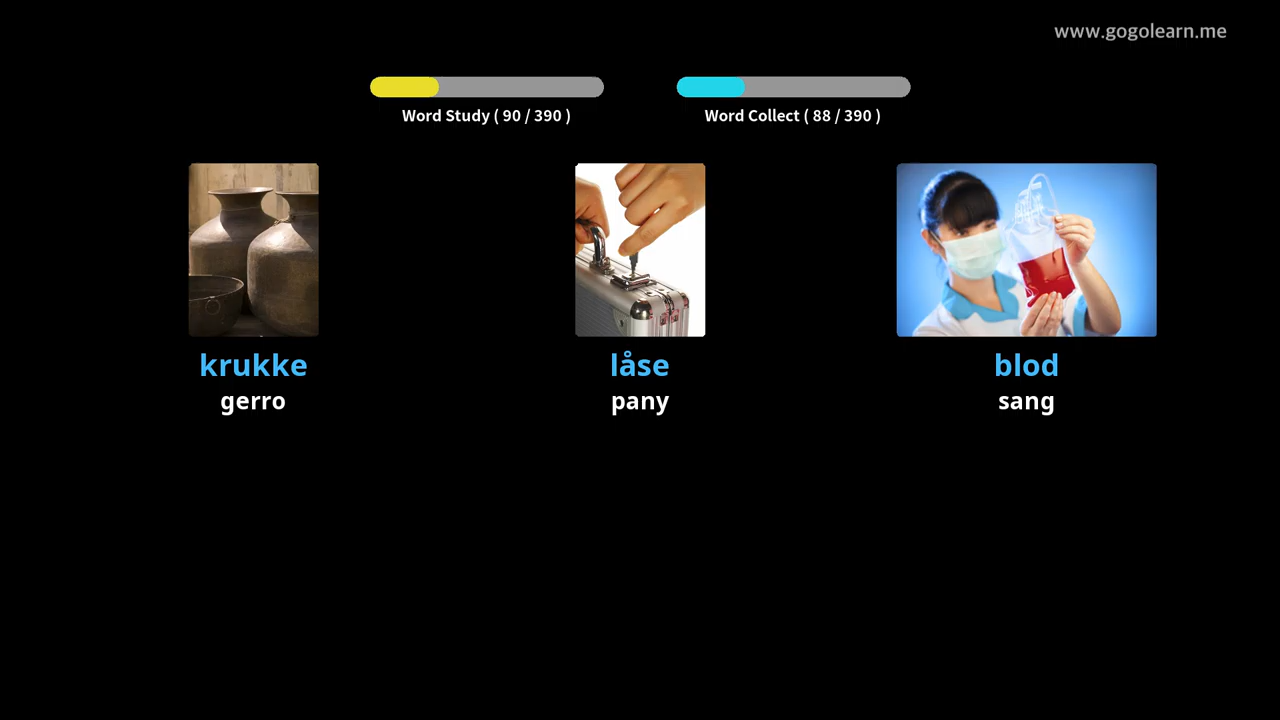 www.gogolearn.me
Word Study ( 90 / 390 )
Word Collect ( 88 / 390 )
krukke
gerro
låse
pany
blod
sang